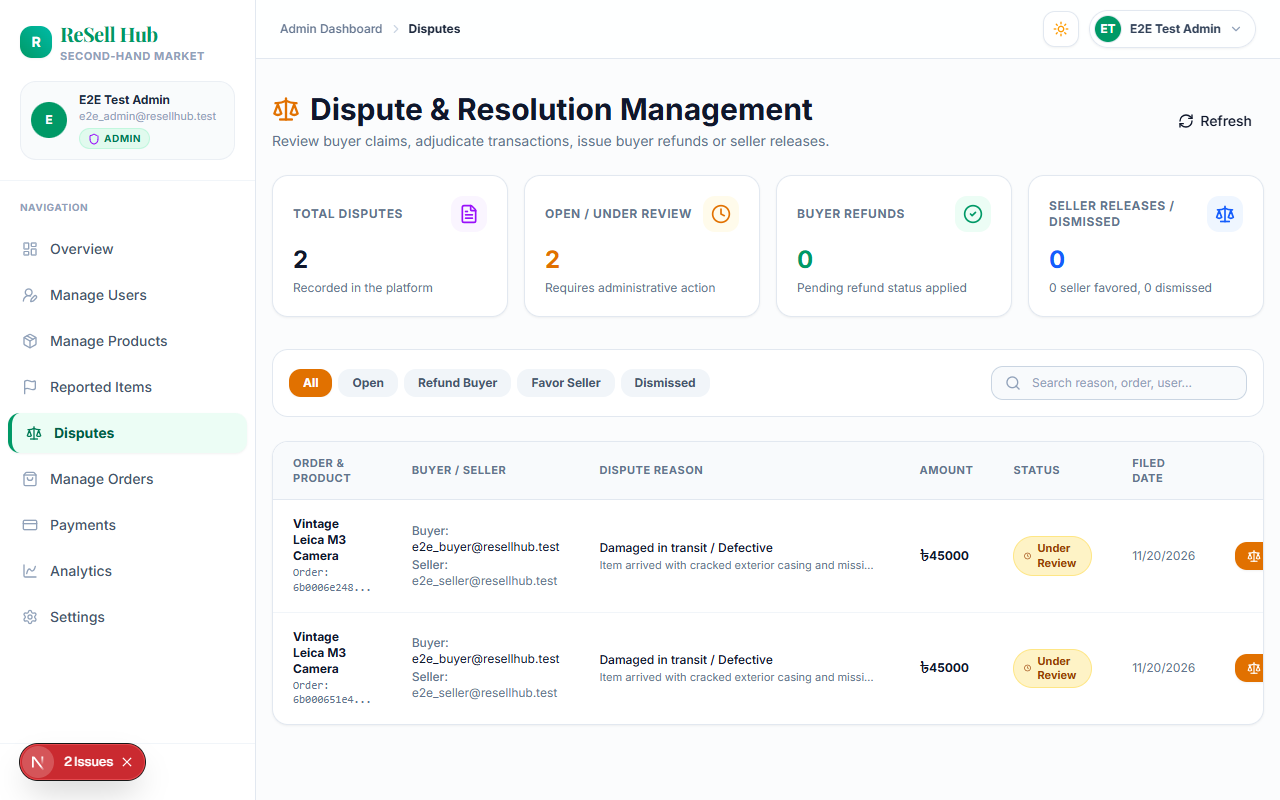 R
ReSell Hub
SECOND-HAND MARKET
E
E2E Test Admin
e2e_admin@resellhub.test
ADMIN
NAVIGATION
Overview
Manage Users
Manage Products
Reported Items
Disputes
Manage Orders
Payments
Analytics
Settings
N
2 Issues
Admin Dashboard
Disputes
ET
E2E Test Admin
Dispute & Resolution Management
Review buyer claims, adjudicate transactions, issue buyer refunds or seller releases.
Refresh
TOTAL DISPUTES
2
Recorded in the platform
OPEN / UNDER REVIEW
2
Requires administrative action
BUYER REFUNDS
0
Pending refund status applied
SELLER RELEASES /
DISMISSED
0
0 seller favored, 0 dismissed
All
Open
Refund Buyer
Favor Seller
Dismissed
Search reason, order, user...
ORDER &
PRODUCT
BUYER / SELLER
DISPUTE REASON
AMOUNT
STATUS
FILED
DATE
Vintage
Leica M3
Camera
Order:
6b0006e248...
Buyer:
e2e_buyer@resellhub.test
Seller:
e2e_seller@resellhub.test
Damaged in transit / Defective
Item arrived with cracked exterior casing and missi...
৳45000
Under
Review
11/20/2026
Vintage
Leica M3
Camera
Order:
6b000651e4...
Buyer:
e2e_buyer@resellhub.test
Seller:
e2e_seller@resellhub.test
Damaged in transit / Defective
Item arrived with cracked exterior casing and missi...
৳45000
Under
Review
11/20/2026